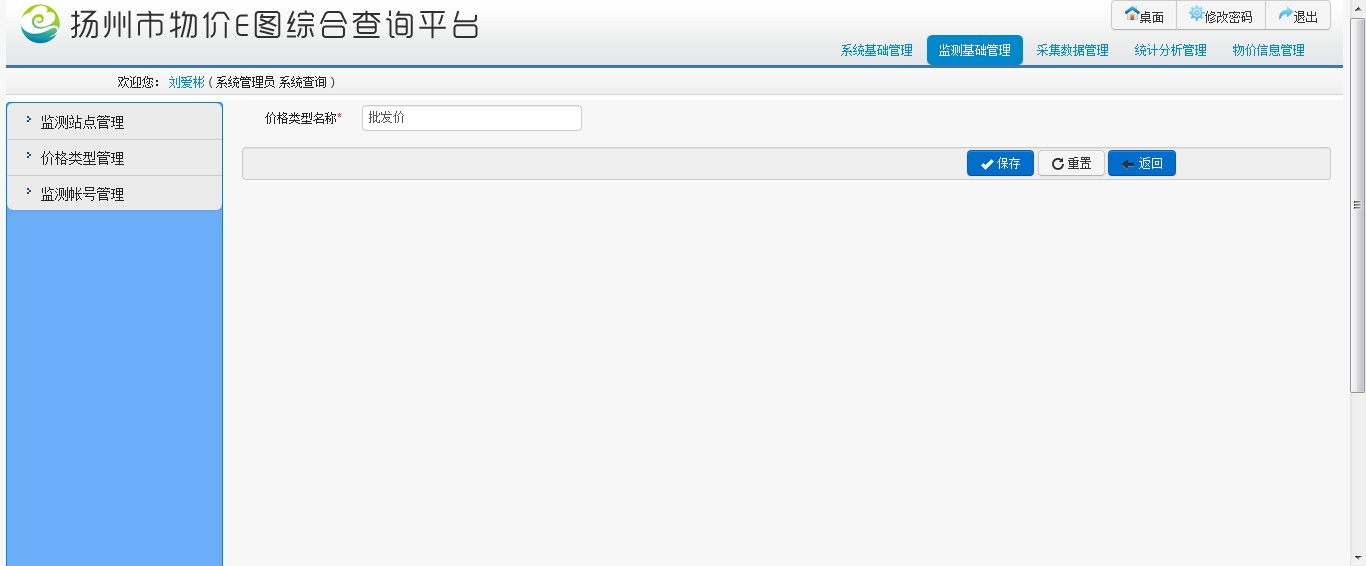 扬州市物价E图综合查询平台
桌面 修改密码 退出
系统基础管理 监测基础管理 采集数据管理 统计分析管理 物价信息管理
欢迎您： 刘爱彬 ( 系统管理员 系统查询 )
监测站点管理
价格类型管理
监测帐号管理
价格类型名称* 批发价
保存 重置 返回